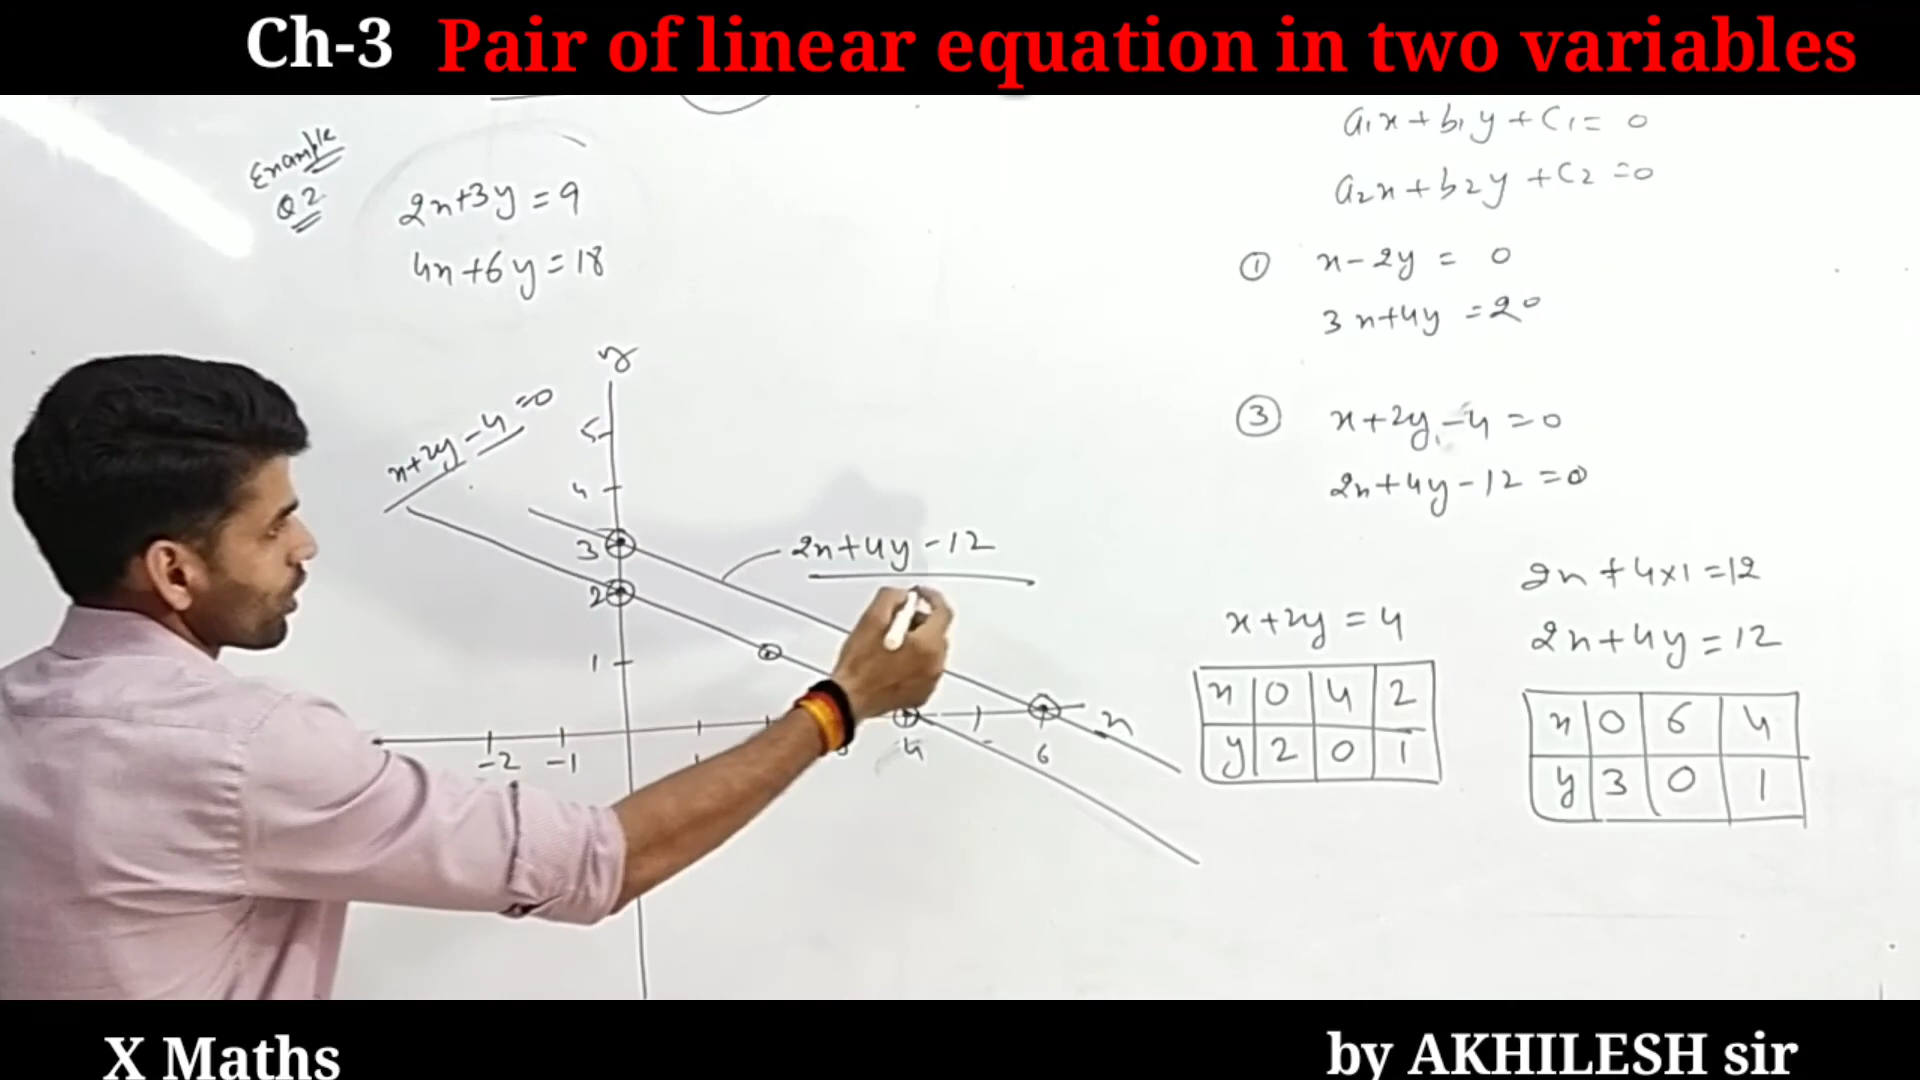 Ch-3 Pair of linear equation in two variables
Example
Q2
2x+3y=9
4x+6y=18
a₁x+b₁y+c₁=0
a₂x+b₂y+c₂=0
① x-2y=0
3x+4y=20
③ x+2y-4=0
2x+4y-12=0
y
x+2y-4=0
5
4
3
2
1
2x+4y-12
-2 -1 4 6
x
x+2y=4
x 0 4 2
y 2 0 1
2x+4×1=12
2x+4y=12
x 0 6 4
y 3 0 1
X Maths
by AKHILESH sir